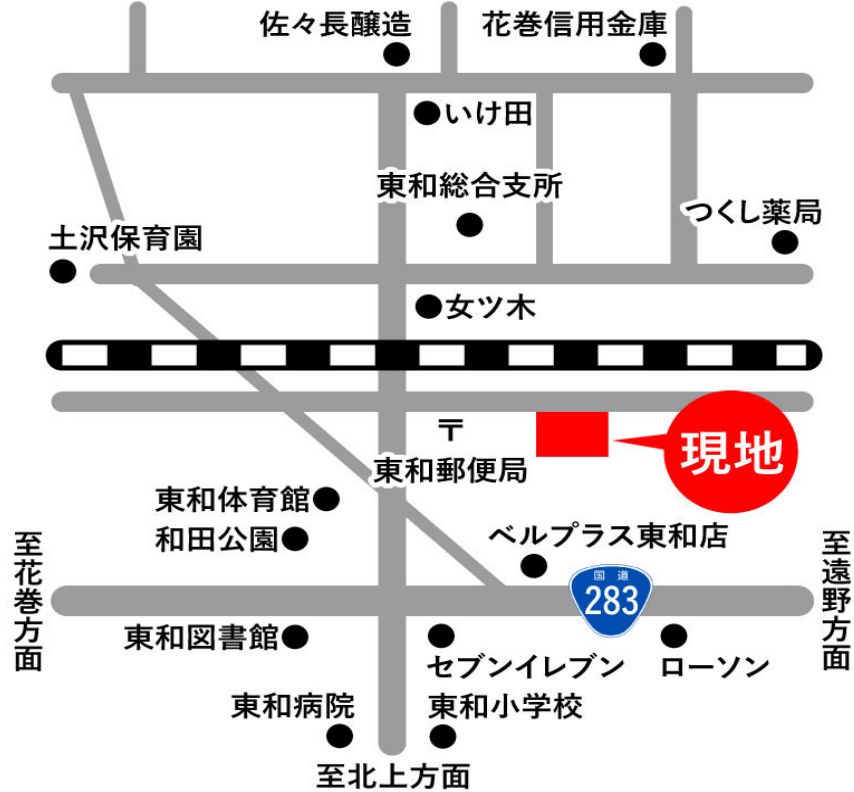 佐々長醸造
花巻信用金庫
いけ田
東和総合支所
つくし薬局
土沢保育園
女ツ木
〒
東和郵便局
現地
東和体育館
和田公園
ベルプラス東和店
至花巻方面
国道
283
至遠野方面
東和図書館
セブンイレブン
ローソン
東和病院
東和小学校
至北上方面